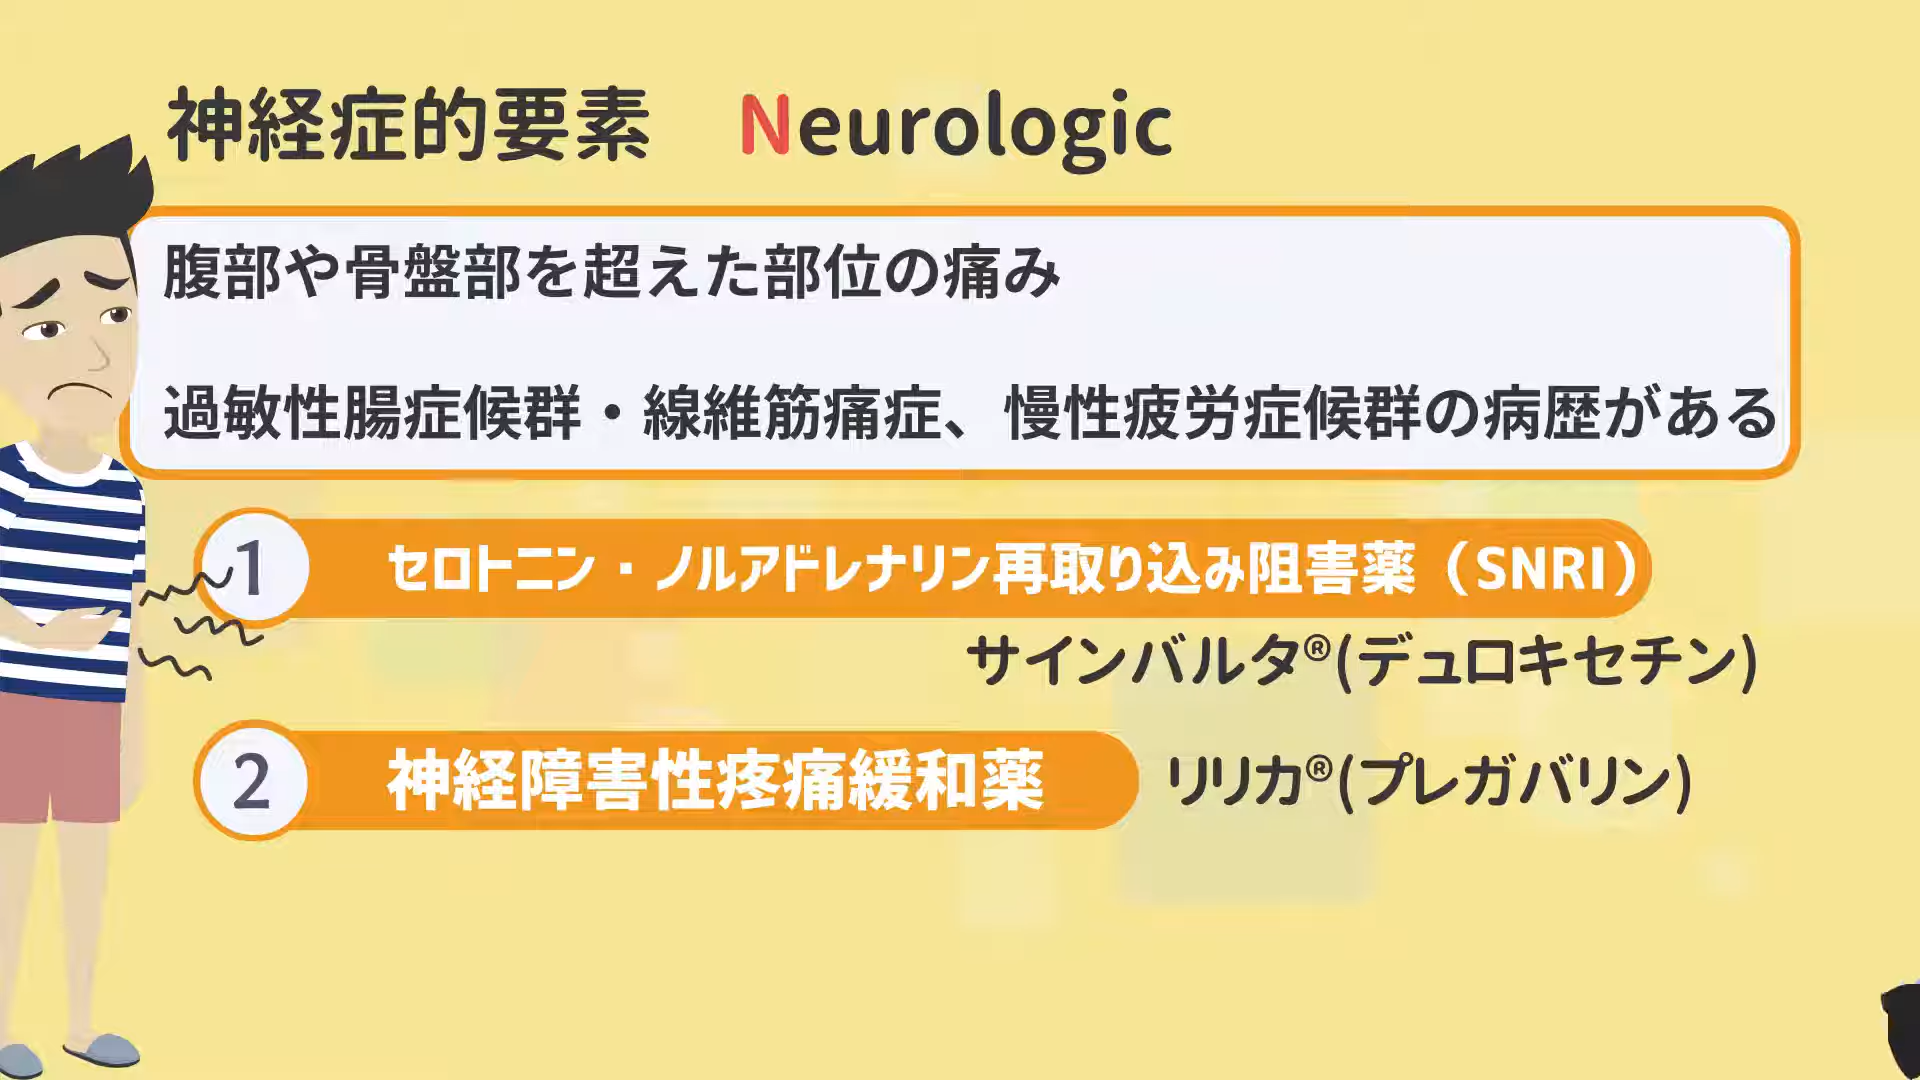 神経症的要素 Neurologic
腹部や骨盤部を超えた部位の痛み
過敏性腸症候群・線維筋痛症、慢性疲労症候群の病歴がある
1 セロトニン・ノルアドレナリン再取り込み阻害薬（SNRI）
サインバルタ®(デュロキセチン)
2 神経障害性疼痛緩和薬 リリカ®(プレガバリン)